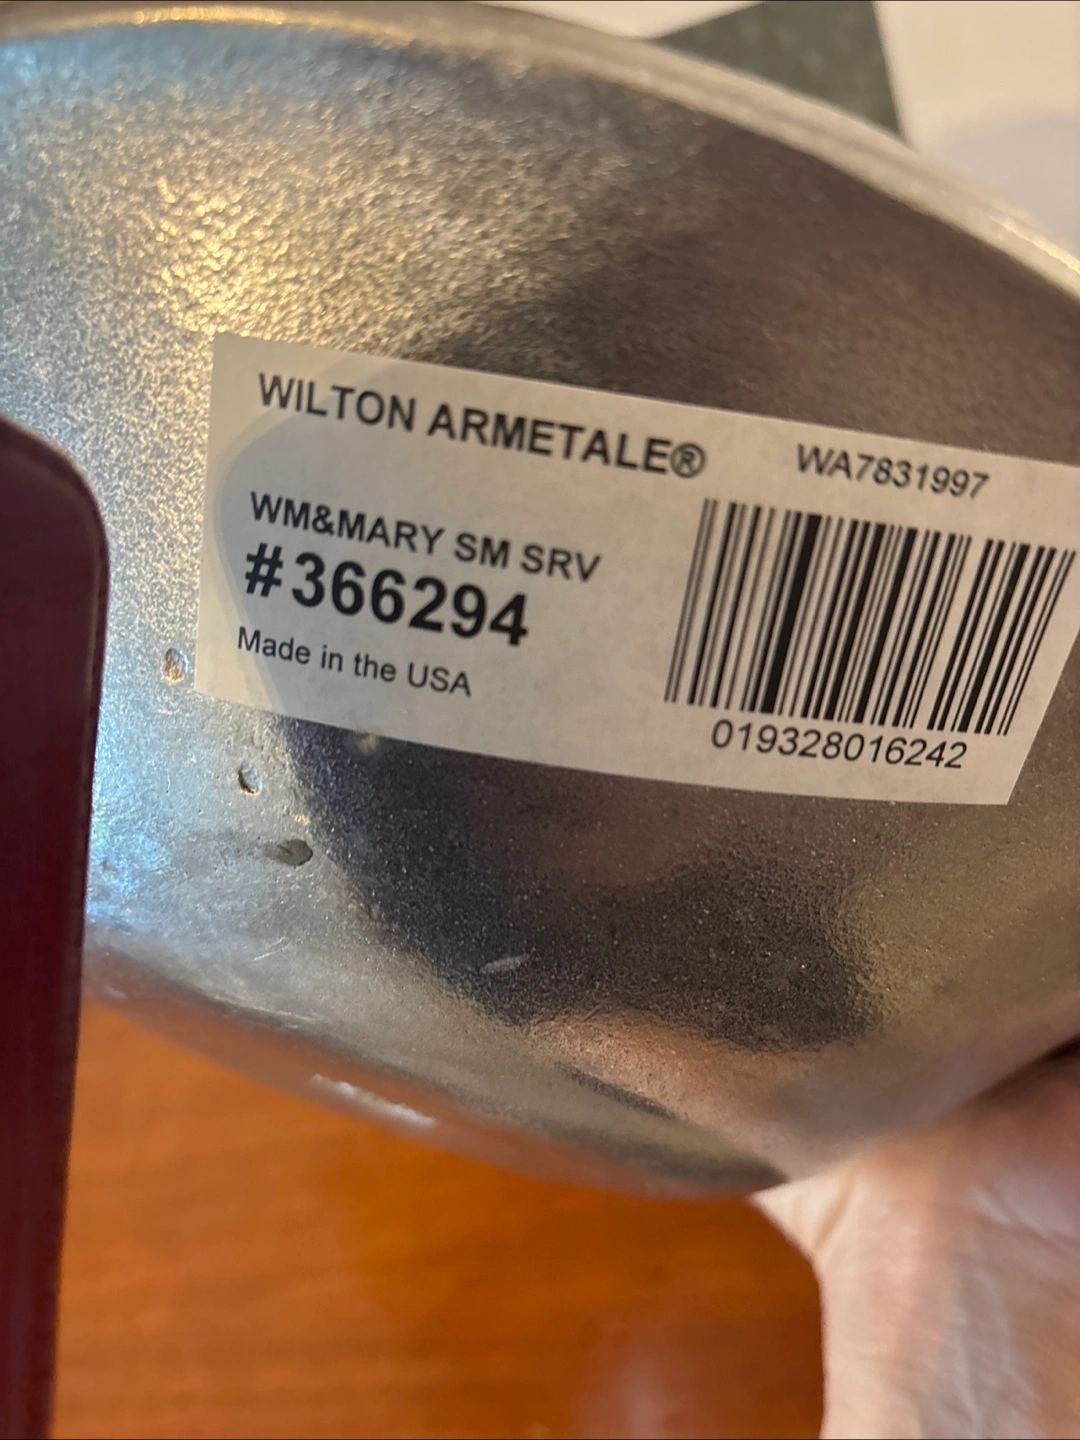 WILTON ARMETALE®
WA7831997
WM&MARY SM SRV
#366294
Made in the USA
019328016242